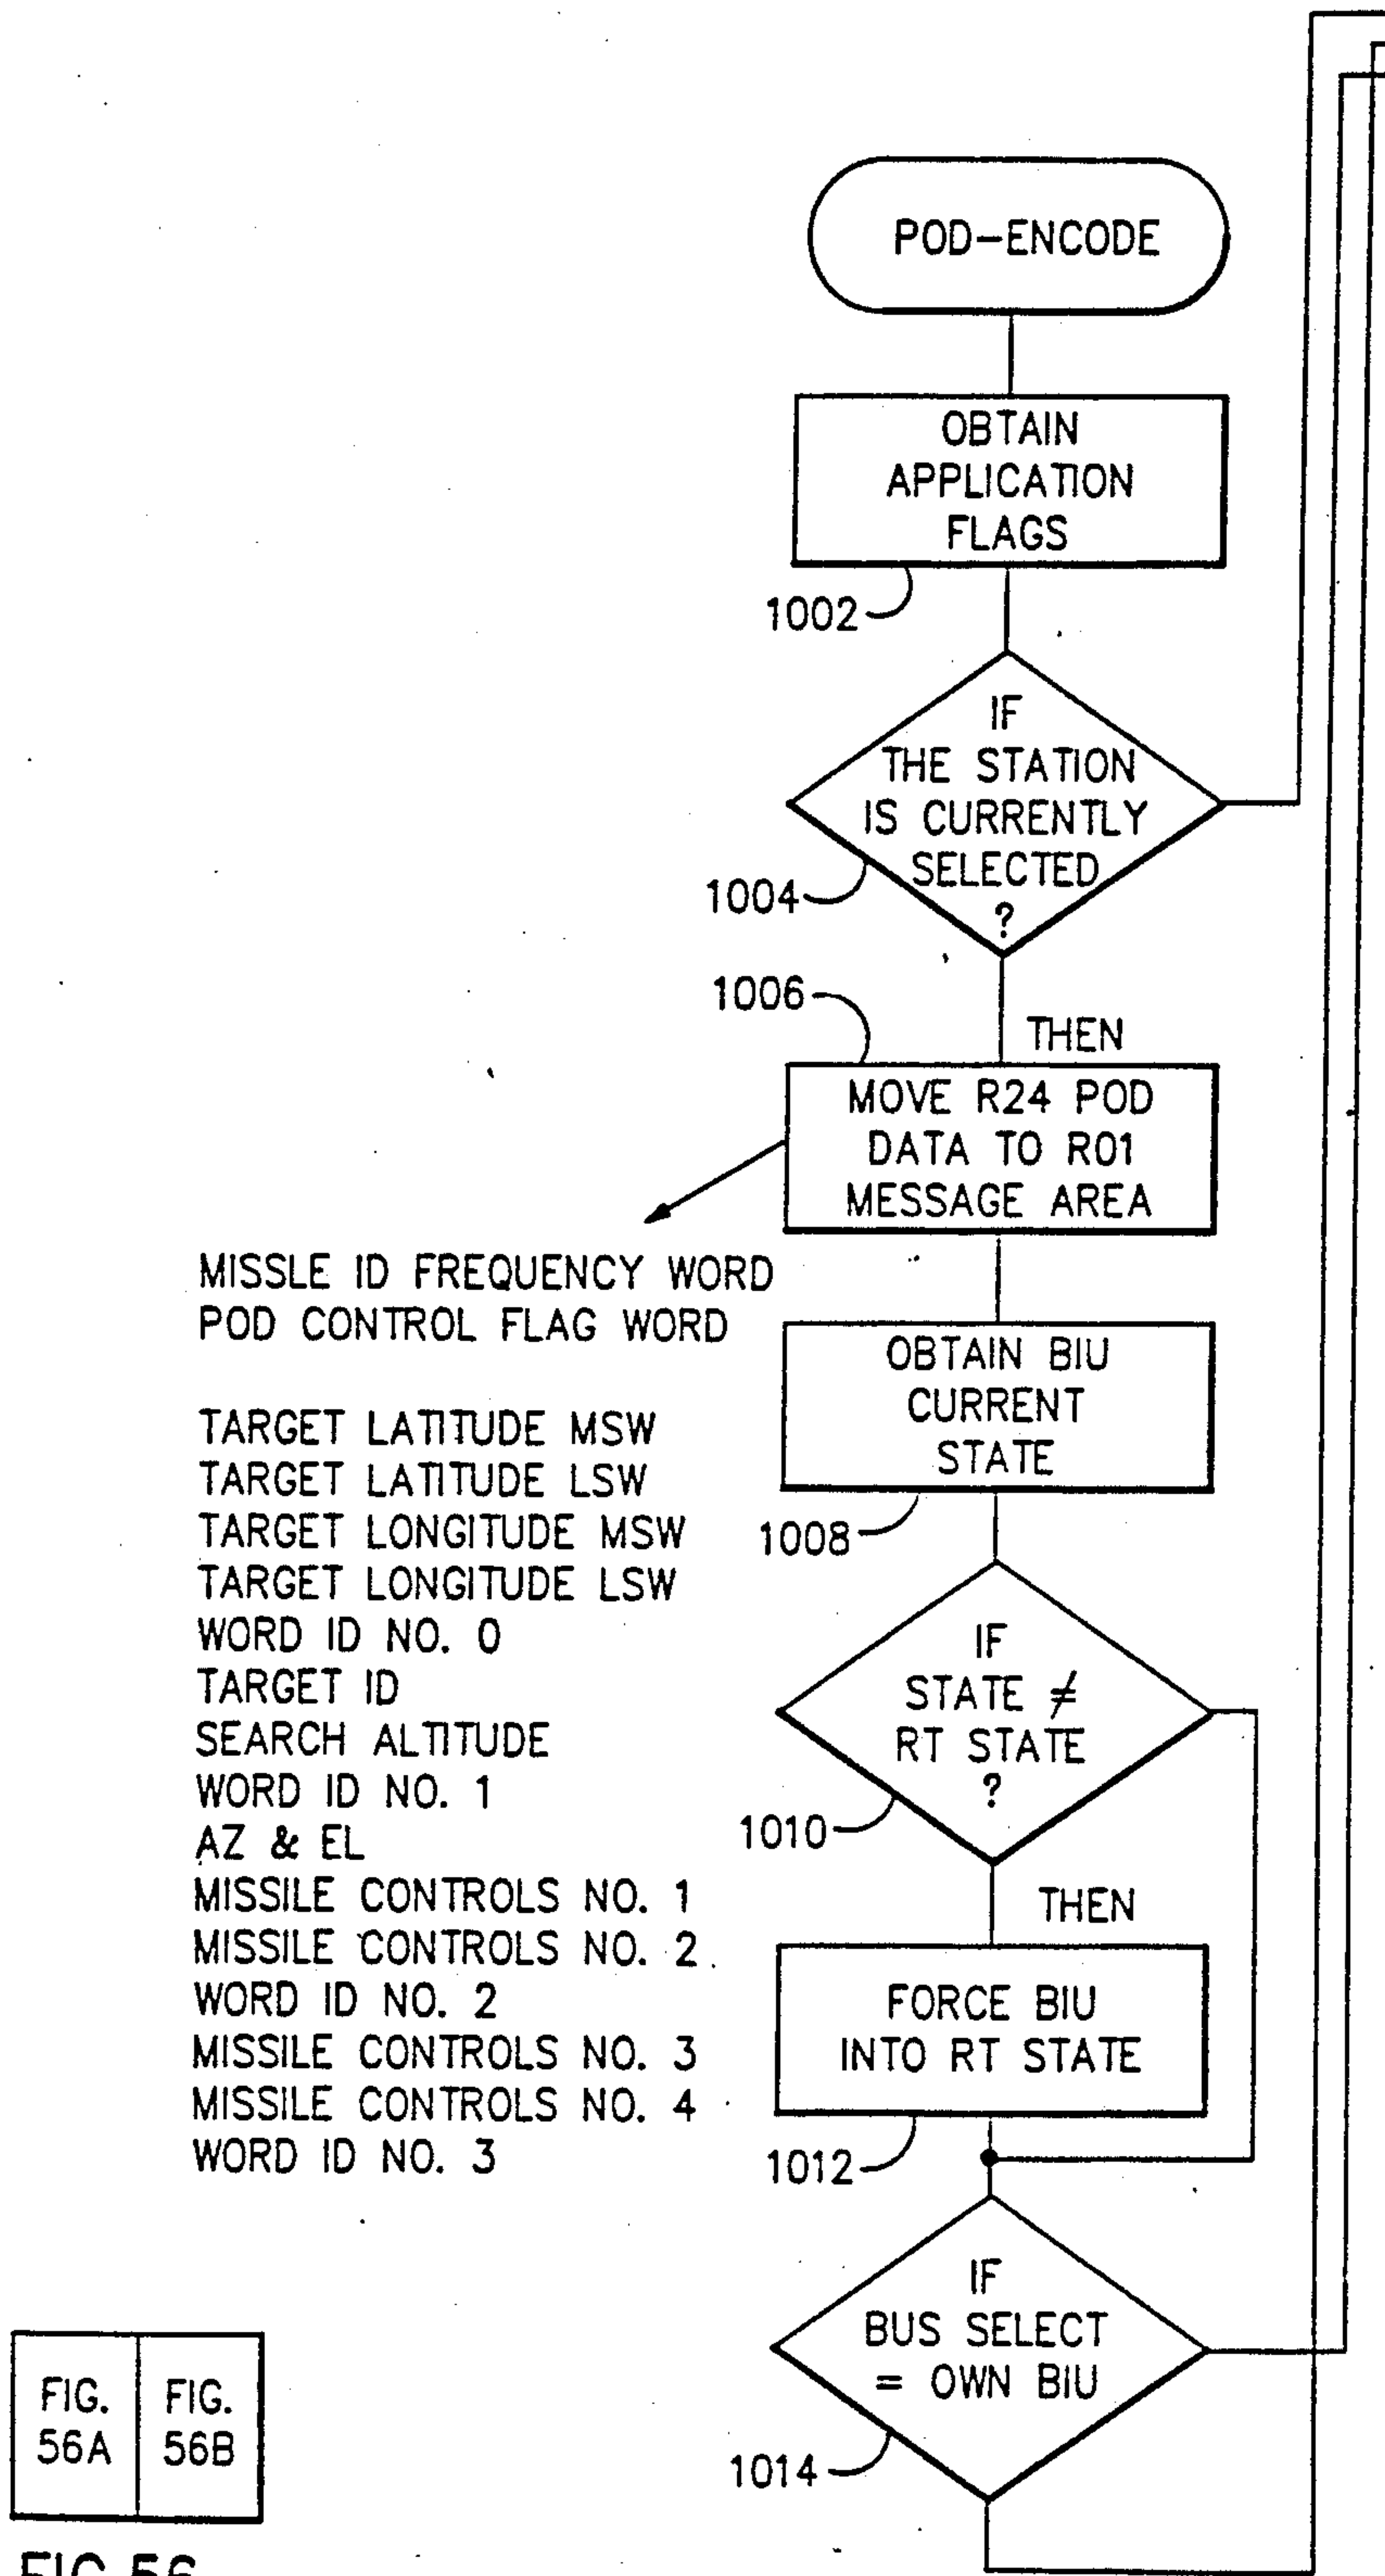 POD-ENCODE
OBTAIN
APPLICATION
FLAGS
1002
IF
THE STATION
IS CURRENTLY
SELECTED
?
1004
1006
THEN
MOVE R24 POD
DATA TO R01
MESSAGE AREA
MISSLE ID FREQUENCY WORD
POD CONTROL FLAG WORD
TARGET LATITUDE MSW
TARGET LATITUDE LSW
TARGET LONGITUDE MSW
TARGET LONGITUDE LSW
WORD ID NO. 0
TARGET ID
SEARCH ALTITUDE
WORD ID NO. 1
AZ & EL
MISSILE CONTROLS NO. 1
MISSILE CONTROLS NO. 2
WORD ID NO. 2
MISSILE CONTROLS NO. 3
MISSILE CONTROLS NO. 4
WORD ID NO. 3
OBTAIN BIU
CURRENT
STATE
1008
IF
STATE ≠
RT STATE
?
1010
THEN
FORCE BIU
INTO RT STATE
1012
IF
BUS SELECT
= OWN BIU
1014
FIG.
56A
FIG.
56B
FIG. 56